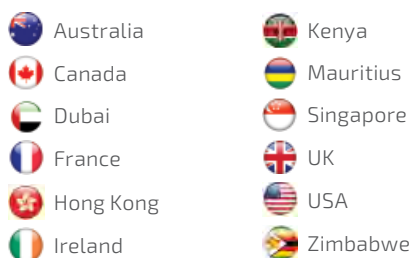 Australia
Canada
Dubai
France
Hong Kong
Ireland
Kenya
Mauritius
Singapore
UK
USA
Zimbabwe